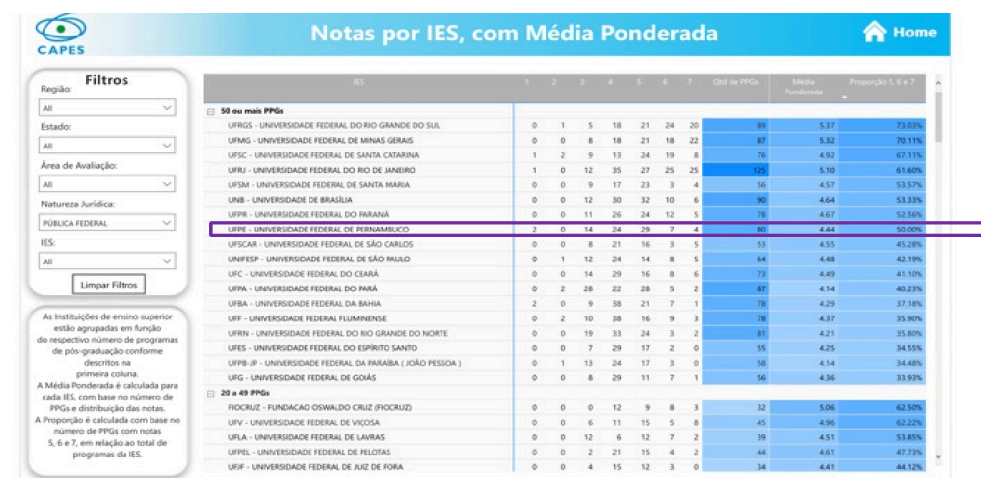 CAPES
Notas por IES, com Média Ponderada
Home
Filtros
Região:
All
Estado:
All
Área de Avaliação:
All
Natureza Jurídica:
PÚBLICA FEDERAL
IES:
All
Limpar Filtros
As Instituições de ensino superior
estão agrupadas em função
do respectivo número de programas
de pós-graduação conforme
descritos na
primeira coluna.
A Média Ponderada é calculada para
cada IES, com base no número de
PPGs e distribuição das notas.
A Proporção é calculada com base no
número de PPGs com notas
5, 6 e 7, em relação ao total de
programas da IES.
IES 1 2 3 4 5 6 7 Qtd de PPGs Média Ponderada Proporção 5, 6 e 7
50 ou mais PPGs
UFRGS - UNIVERSIDADE FEDERAL DO RIO GRANDE DO SUL 0 1 5 18 21 24 20 89 5.37 73.03%
UFMG - UNIVERSIDADE FEDERAL DE MINAS GERAIS 0 0 8 18 21 18 22 87 5.32 70.11%
UFSC - UNIVERSIDADE FEDERAL DE SANTA CATARINA 1 2 9 13 24 19 8 76 4.92 67.11%
UFRJ - UNIVERSIDADE FEDERAL DO RIO DE JANEIRO 1 0 12 35 27 25 25 125 5.10 61.60%
UFSM - UNIVERSIDADE FEDERAL DE SANTA MARIA 0 0 9 17 23 3 4 56 4.57 53.57%
UNB - UNIVERSIDADE DE BRASÍLIA 0 0 12 30 32 10 6 90 4.64 53.33%
UFPR - UNIVERSIDADE FEDERAL DO PARANÁ 0 0 11 26 24 12 5 78 4.67 52.56%
UFPE - UNIVERSIDADE FEDERAL DE PERNAMBUCO 2 0 14 24 29 7 4 80 4.44 50.00%
UFSCAR - UNIVERSIDADE FEDERAL DE SÃO CARLOS 0 0 8 21 16 3 5 53 4.55 45.28%
UNIFESP - UNIVERSIDADE FEDERAL DE SÃO PAULO 0 1 12 24 14 8 5 64 4.48 42.19%
UFC - UNIVERSIDADE FEDERAL DO CEARÁ 0 0 14 29 16 8 6 73 4.49 41.10%
UFPA - UNIVERSIDADE FEDERAL DO PARÁ 0 2 28 22 28 5 2 87 4.14 40.23%
UFBA - UNIVERSIDADE FEDERAL DA BAHIA 2 0 9 38 21 7 1 78 4.29 37.18%
UFF - UNIVERSIDADE FEDERAL FLUMINENSE 0 2 10 38 16 9 3 78 4.37 35.90%
UFRN - UNIVERSIDADE FEDERAL DO RIO GRANDE DO NORTE 0 0 19 33 24 3 2 81 4.21 35.80%
UFES - UNIVERSIDADE FEDERAL DO ESPÍRITO SANTO 0 0 7 29 17 2 0 55 4.25 34.55%
UFPB-JP - UNIVERSIDADE FEDERAL DA PARAÍBA ( JOÃO PESSOA ) 0 1 13 24 17 3 0 58 4.14 34.48%
UFG - UNIVERSIDADE FEDERAL DE GOIÁS 0 0 8 29 11 7 1 56 4.36 33.93%
20 a 49 PPGs
FIOCRUZ - FUNDACAO OSWALDO CRUZ (FIOCRUZ) 0 0 0 12 9 8 3 32 5.06 62.50%
UFV - UNIVERSIDADE FEDERAL DE VIÇOSA 0 0 6 11 15 5 8 45 4.96 62.22%
UFLA - UNIVERSIDADE FEDERAL DE LAVRAS 0 0 12 6 12 7 2 39 4.51 53.85%
UFPEL - UNIVERSIDADE FEDERAL DE PELOTAS 0 0 2 21 15 4 2 44 4.61 47.73%
UFJF - UNIVERSIDADE FEDERAL DE JUIZ DE FORA 0 0 4 15 12 3 0 34 4.41 44.12%